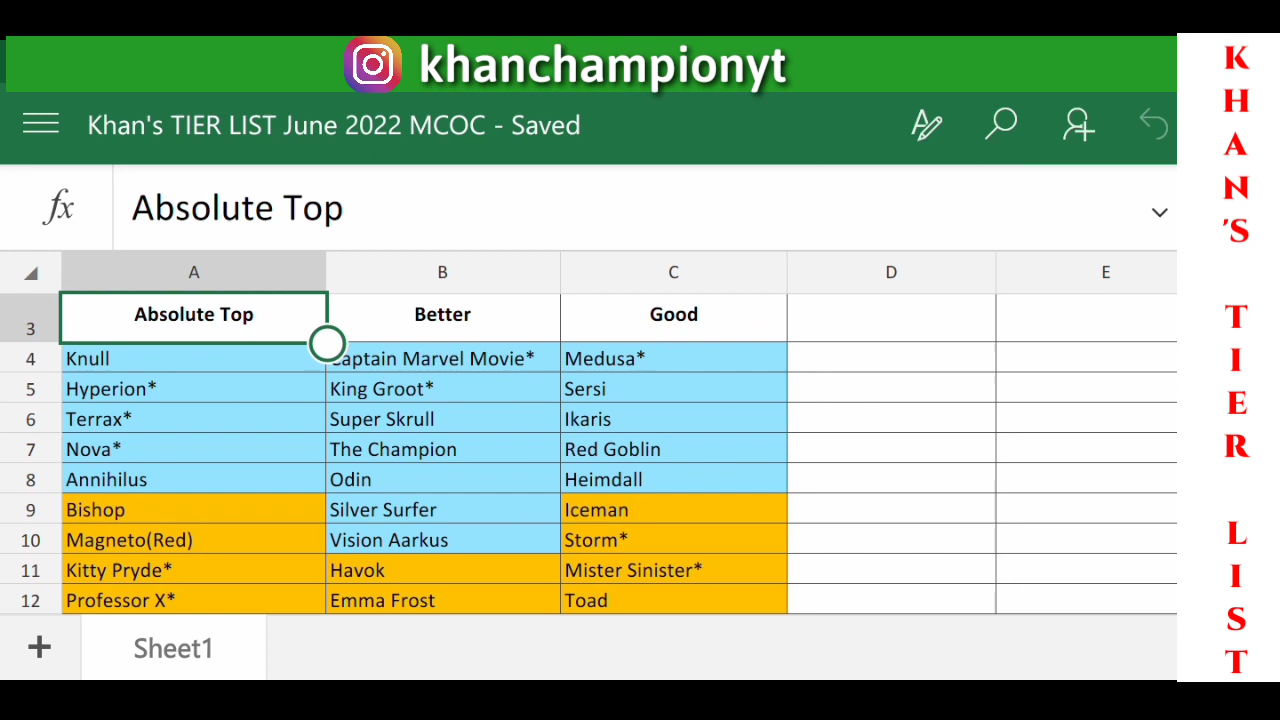 khanchampionyt
Khan's TIER LIST June 2022 MCOC - Saved
fx Absolute Top
A B C D E
3 Absolute Top Better Good
4 Knull Captain Marvel Movie* Medusa*
5 Hyperion* King Groot* Sersi
6 Terrax* Super Skrull Ikaris
7 Nova* The Champion Red Goblin
8 Annihilus Odin Heimdall
9 Bishop Silver Surfer Iceman
10 Magneto(Red) Vision Aarkus Storm*
11 Kitty Pryde* Havok Mister Sinister*
12 Professor X* Emma Frost Toad
+ Sheet1
KHAN'S TIER LIST